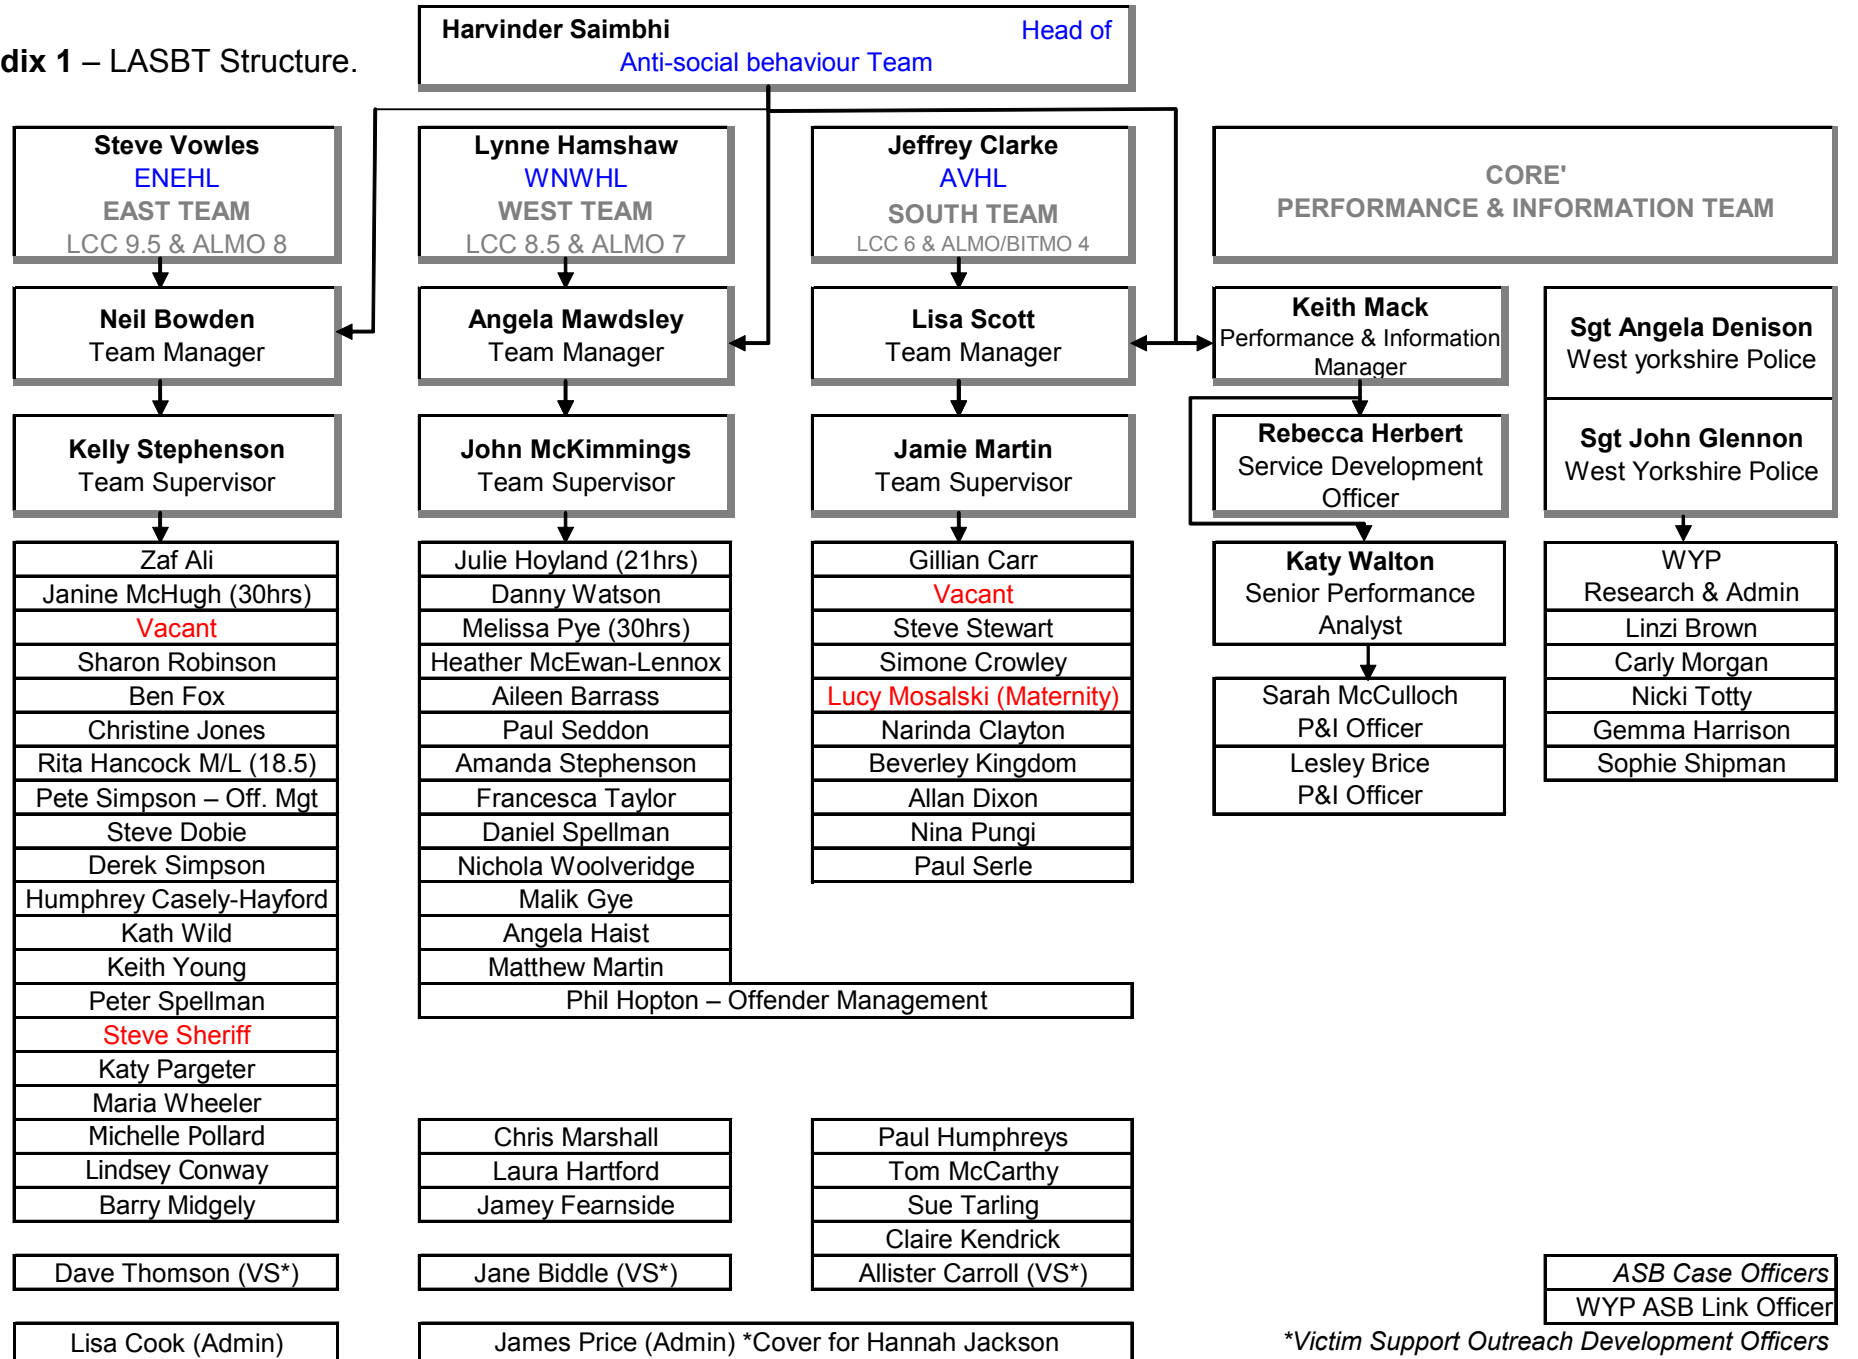 dix 1 – LASBT Structure.
Harvinder Saimbhi Head of
Anti-social behaviour Team
Steve Vowles
ENEHL
EAST TEAM
LCC 9.5 & ALMO 8
Lynne Hamshaw
WNWHL
WEST TEAM
LCC 8.5 & ALMO 7
Jeffrey Clarke
AVHL
SOUTH TEAM
LCC 6 & ALMO/BITMO 4
CORE'
PERFORMANCE & INFORMATION TEAM
Neil Bowden
Team Manager
Angela Mawdsley
Team Manager
Lisa Scott
Team Manager
Keith Mack
Performance & Information
Manager
Sgt Angela Denison
West yorkshire Police
Kelly Stephenson
Team Supervisor
John McKimmings
Team Supervisor
Jamie Martin
Team Supervisor
Rebecca Herbert
Service Development
Officer
Sgt John Glennon
West Yorkshire Police
Zaf Ali
Janine McHugh (30hrs)
Vacant
Sharon Robinson
Ben Fox
Christine Jones
Rita Hancock M/L (18.5)
Pete Simpson – Off. Mgt
Steve Dobie
Derek Simpson
Humphrey Casely-Hayford
Kath Wild
Keith Young
Peter Spellman
Steve Sheriff
Katy Pargeter
Maria Wheeler
Michelle Pollard
Lindsey Conway
Barry Midgely
Dave Thomson (VS*)
Lisa Cook (Admin)
Julie Hoyland (21hrs)
Danny Watson
Melissa Pye (30hrs)
Heather McEwan-Lennox
Aileen Barrass
Paul Seddon
Amanda Stephenson
Francesca Taylor
Daniel Spellman
Nichola Woolveridge
Malik Gye
Angela Haist
Matthew Martin
Phil Hopton – Offender Management
Chris Marshall
Laura Hartford
Jamey Fearnside
Jane Biddle (VS*)
James Price (Admin) *Cover for Hannah Jackson
Gillian Carr
Vacant
Steve Stewart
Simone Crowley
Lucy Mosalski (Maternity)
Narinda Clayton
Beverley Kingdom
Allan Dixon
Nina Pungi
Paul Serle
Paul Humphreys
Tom McCarthy
Sue Tarling
Claire Kendrick
Allister Carroll (VS*)
Katy Walton
Senior Performance
Analyst
Sarah McCulloch
P&I Officer
Lesley Brice
P&I Officer
WYP
Research & Admin
Linzi Brown
Carly Morgan
Nicki Totty
Gemma Harrison
Sophie Shipman
ASB Case Officers
WYP ASB Link Officer
*Victim Support Outreach Development Officers